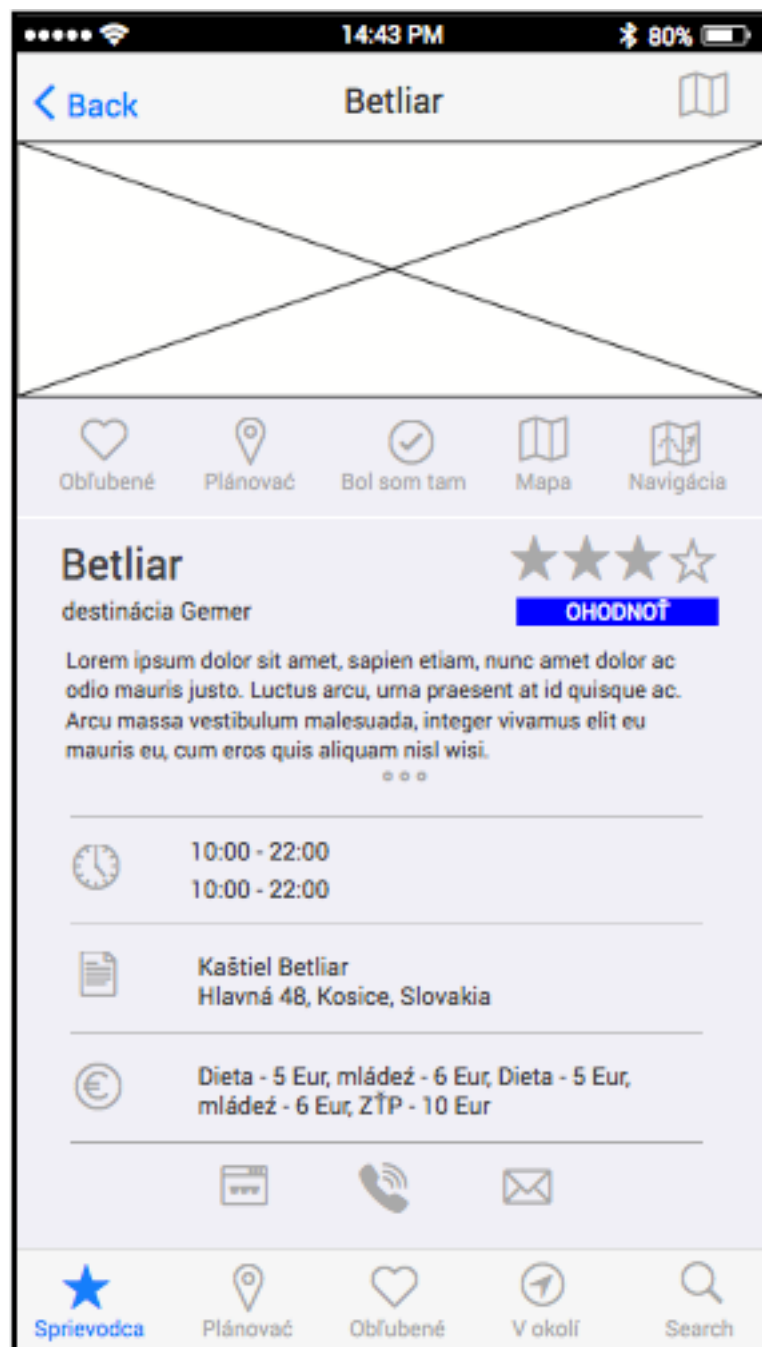 14:43 PM 80%
Back Betliar
Obľubené Plánovač Bol som tam Mapa Navigácia
Betliar
destinácia Gemer
OHODNOŤ
Lorem ipsum dolor sit amet, sapien etiam, nunc amet dolor ac
odio mauris justo. Luctus arcu, urna praesent at id quisque ac.
Arcu massa vestibulum malesuada, integer vivamus elit eu
mauris eu, cum eros quis aliquam nisl wisi.
10:00 - 22:00
10:00 - 22:00
Kaštiel Betliar
Hlavná 48, Kosice, Slovakia
Dieta - 5 Eur, mládež - 6 Eur, Dieta - 5 Eur,
mládež - 6 Eur, ZŤP - 10 Eur
Sprievodca Plánovač Obľubené V okolí Search